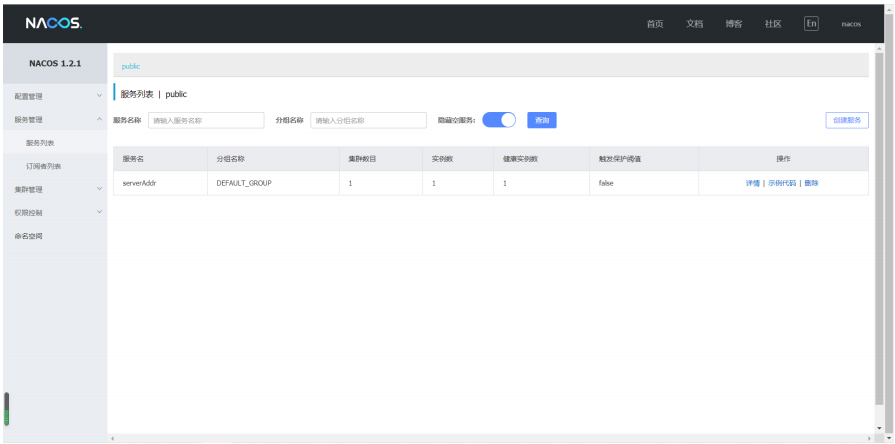 NACOS.
首页 文档 博客 社区 En nacos
NACOS 1.2.1
public
配置管理
服务列表 | public
服务管理
服务名称 请输入服务名称 分组名称 请输入分组名称 隐藏空服务: 查询 创建服务
服务列表
订阅者列表
服务名 分组名称 集群数目 实例数 健康实例数 触发保护阈值 操作
serverAddr DEFAULT_GROUP 1 1 1 false 详情 | 示例代码 | 删除
集群管理
权限控制
命名空间